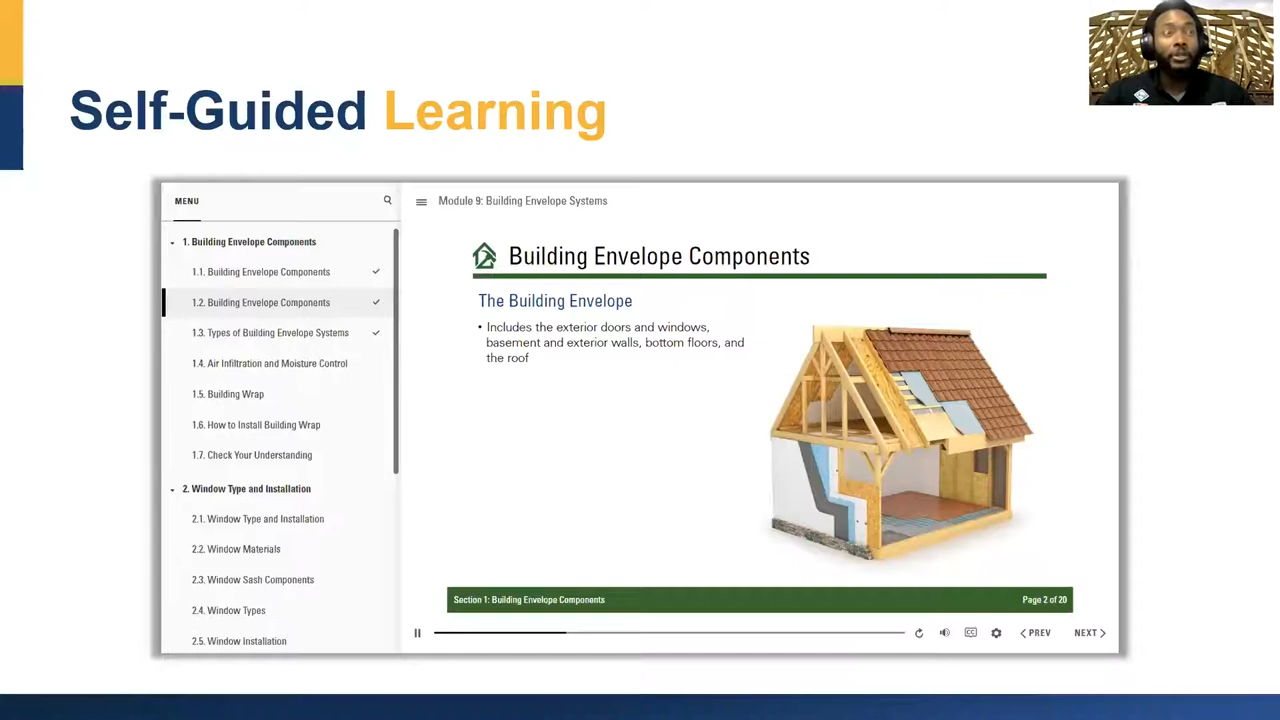 Self-Guided Learning
MENU
Module 9: Building Envelope Systems
1. Building Envelope Components
1.1. Building Envelope Components
1.2. Building Envelope Components
1.3. Types of Building Envelope Systems
1.4. Air Infiltration and Moisture Control
1.5. Building Wrap
1.6. How to Install Building Wrap
1.7. Check Your Understanding
2. Window Type and Installation
2.1. Window Type and Installation
2.2. Window Materials
2.3. Window Sash Components
2.4. Window Types
2.5. Window Installation
Building Envelope Components
The Building Envelope
• Includes the exterior doors and windows,
basement and exterior walls, bottom floors, and
the roof
Section 1: Building Envelope Components
Page 2 of 20
CC
PREV
NEXT